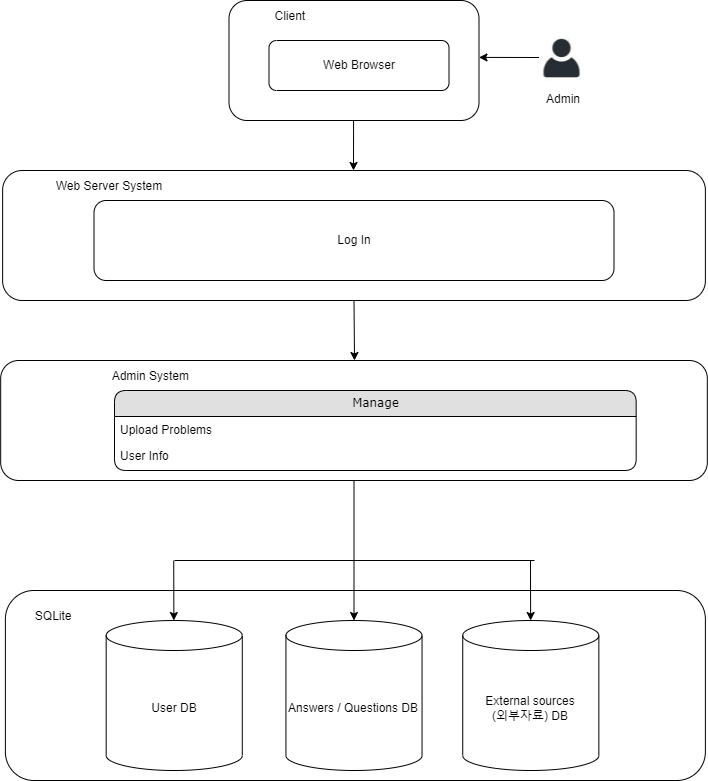 Client
Web Browser
Admin
Web Server System
Log In
Admin System
Manage
Upload Problems
User Info
SQLite
User DB
Answers / Questions DB
External sources
(외부자료) DB